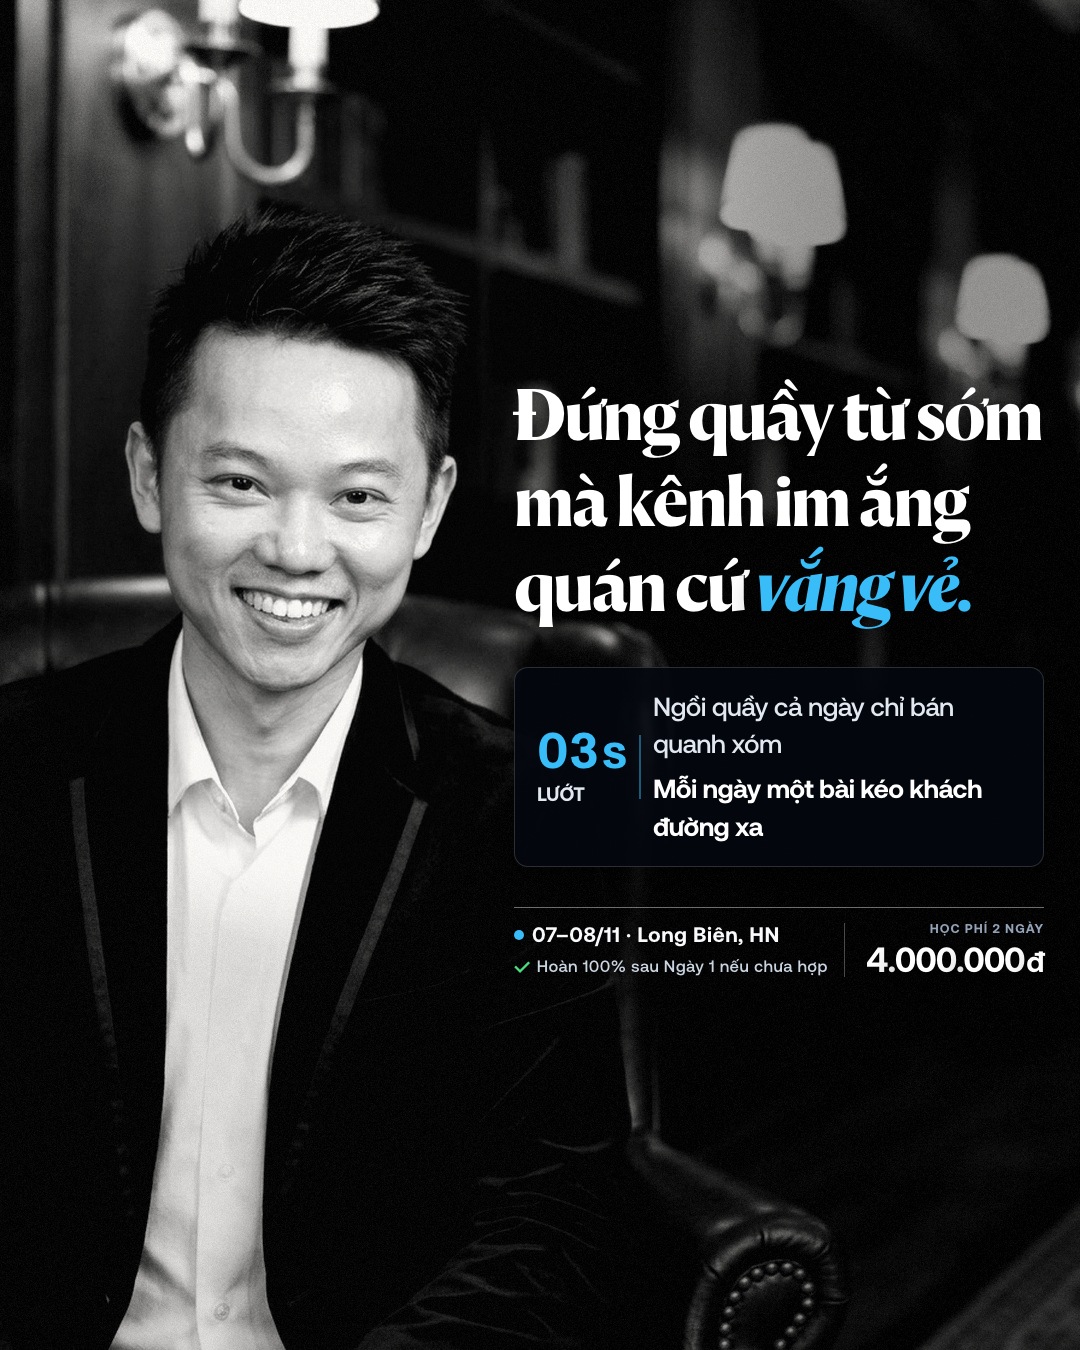 Đứng quầy từ sớm
mà kênh im ắng
quán cứ vắng vẻ.
03s
LƯỚT
Ngồi quầy cả ngày chỉ bán
quanh xóm
Mỗi ngày một bài kéo khách
đường xa
07–08/11 · Long Biên, HN
Hoàn 100% sau Ngày 1 nếu chưa hợp
HỌC PHÍ 2 NGÀY
4.000.000đ